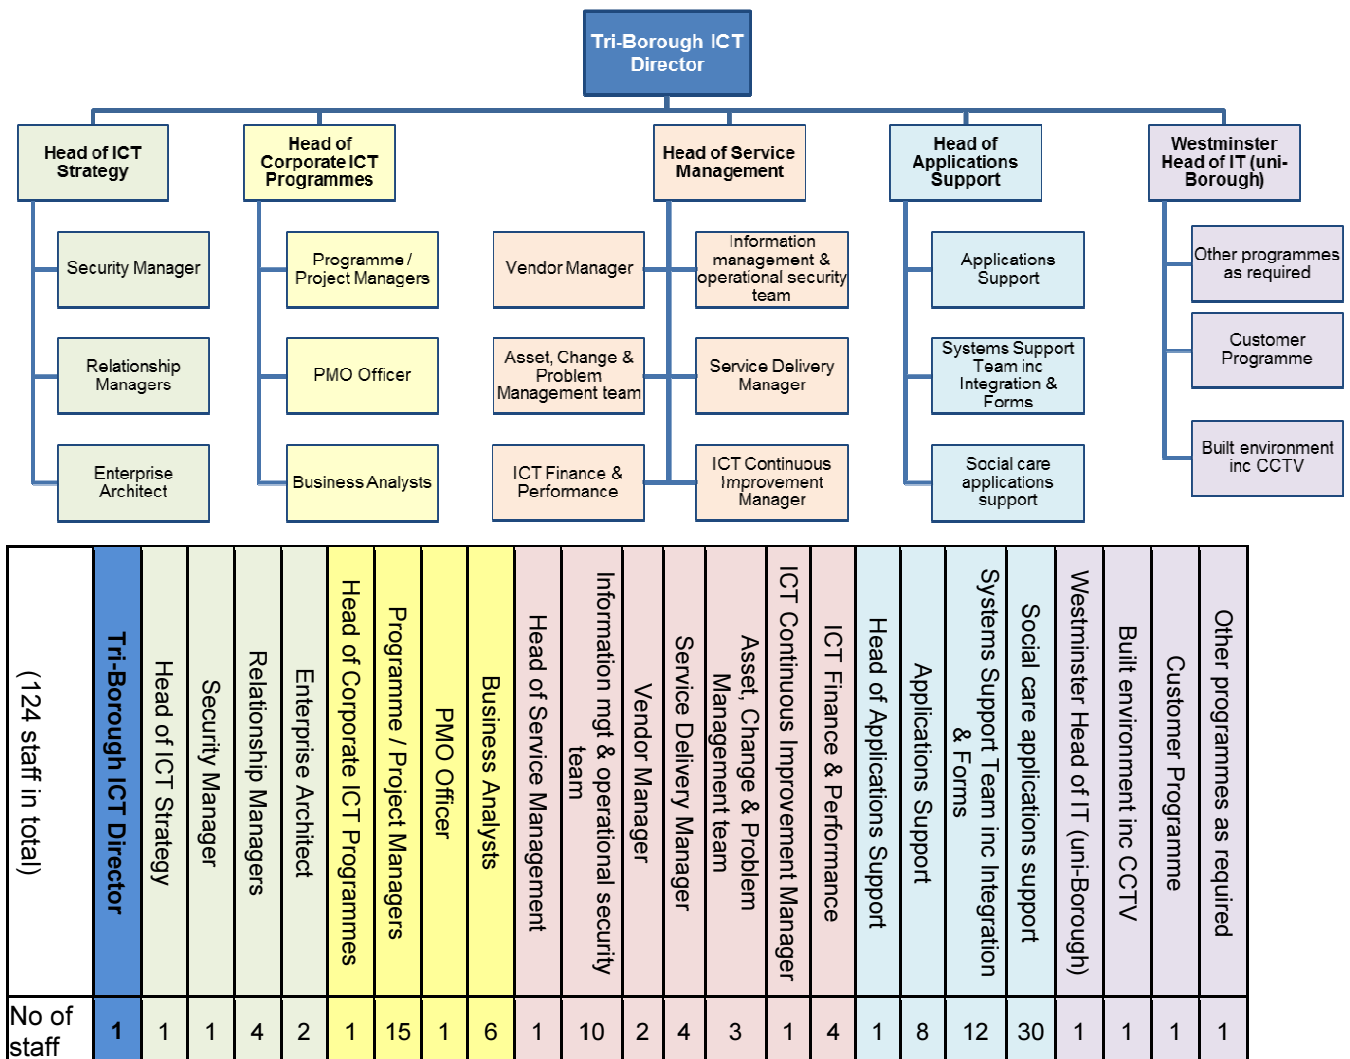 Tri-Borough ICT
Director
Head of ICT
Strategy
Head of
Corporate ICT
Programmes
Head of Service
Management
Head of
Applications
Support
Westminster
Head of IT (uni-
Borough)
Security Manager
Relationship
Managers
Enterprise
Architect
Programme /
Project Managers
PMO Officer
Business Analysts
Vendor Manager
Information
management &
operational security
team
Asset, Change &
Problem
Management team
Service Delivery
Manager
ICT Finance &
Performance
ICT Continuous
Improvement
Manager
Applications
Support
Systems Support
Team inc
Integration &
Forms
Social care
applications
support
Other programmes
as required
Customer
Programme
Built environment
inc CCTV
(124 staff in total)
Tri-Borough ICT Director
Head of ICT Strategy
Security Manager
Relationship Managers
Enterprise Architect
Head of Corporate ICT Programmes
Programme / Project Managers
PMO Officer
Business Analysts
Head of Service Management
Information mgt & operational security
team
Vendor Manager
Service Delivery Manager
Asset, Change & Problem
Management team
ICT Continuous Improvement Manager
ICT Finance & Performance
Head of Applications Support
Applications Support
Systems Support Team inc Integration
& Forms
Social care applications support
Westminster Head of IT (uni-Borough)
Built environment inc CCTV
Customer Programme
Other programmes as required
No of
staff
1 1 1 4 2 1 15 1 6 1 10 2 4 3 1 4 1 8 12 30 1 1 1 1